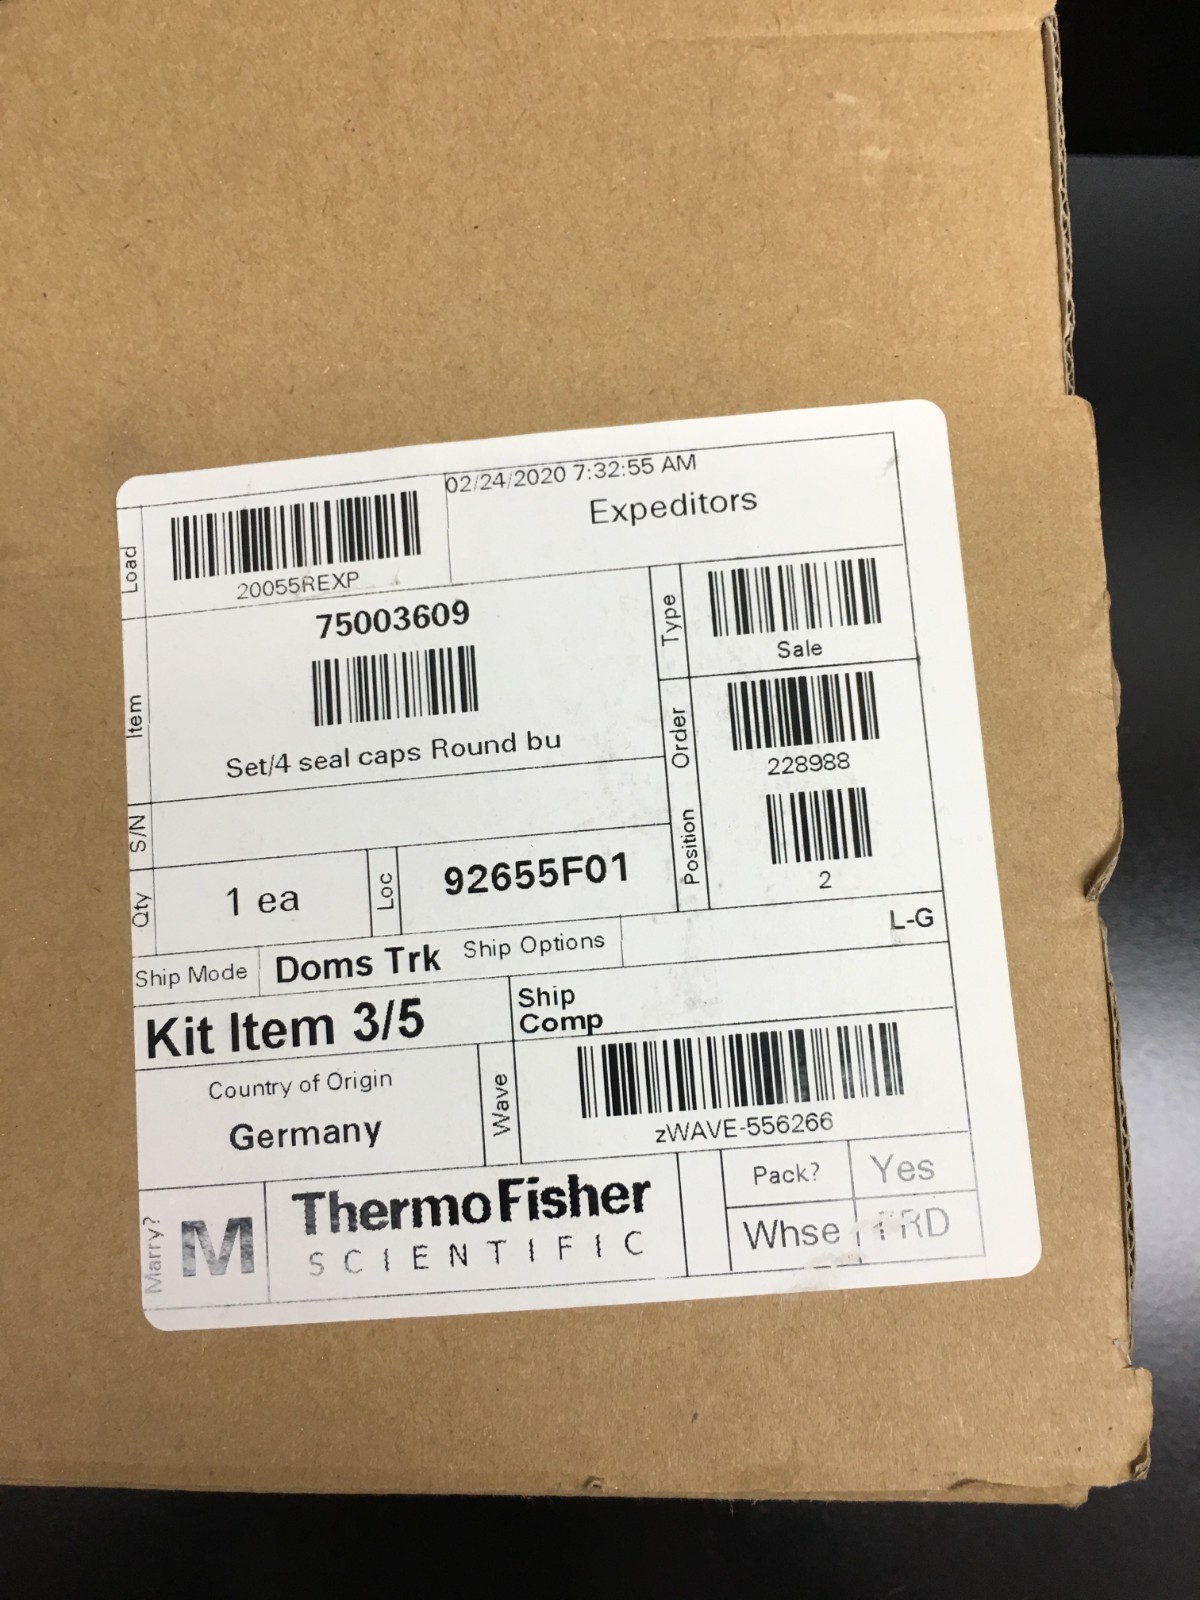 02/24/2020 7:32:55 AM
Expeditors
Load
20055REXP
Item
75003609
Set/4 seal caps Round bu
Type
Sale
Order
228988
Position
2
S/N
Qty
1 ea
Loc
92655F01
L-G
Ship Mode
Doms Trk
Ship Options
Kit Item 3/5
Ship
Comp
Country of Origin
Germany
Wave
zWAVE-556266
Marry?
M
ThermoFisher
SCIENTIFIC
Pack?
Yes
Whse